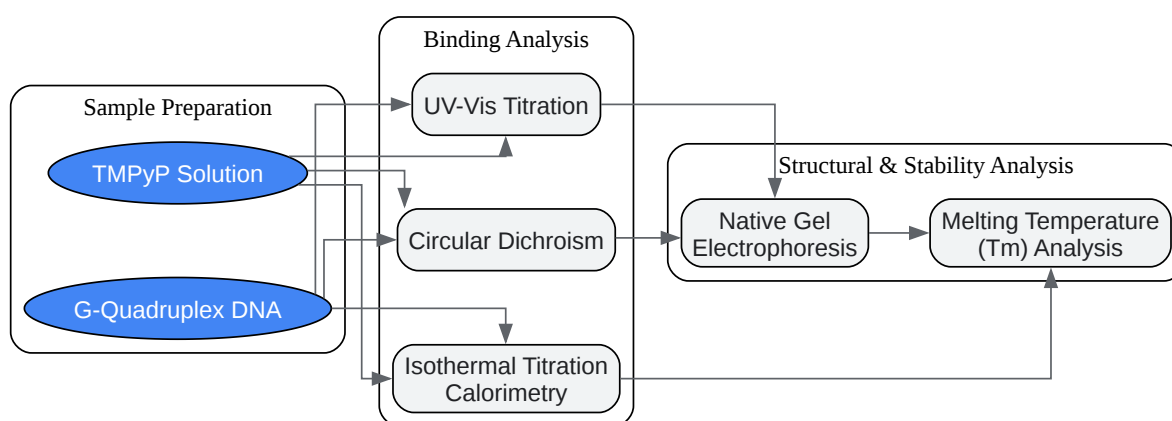 Sample Preparation
TMPyP Solution
G-Quadruplex DNA
Binding Analysis
UV-Vis Titration
Circular Dichroism
Isothermal Titration
Calorimetry
Structural & Stability Analysis
Native Gel
Electrophoresis
Melting Temperature
(Tm) Analysis